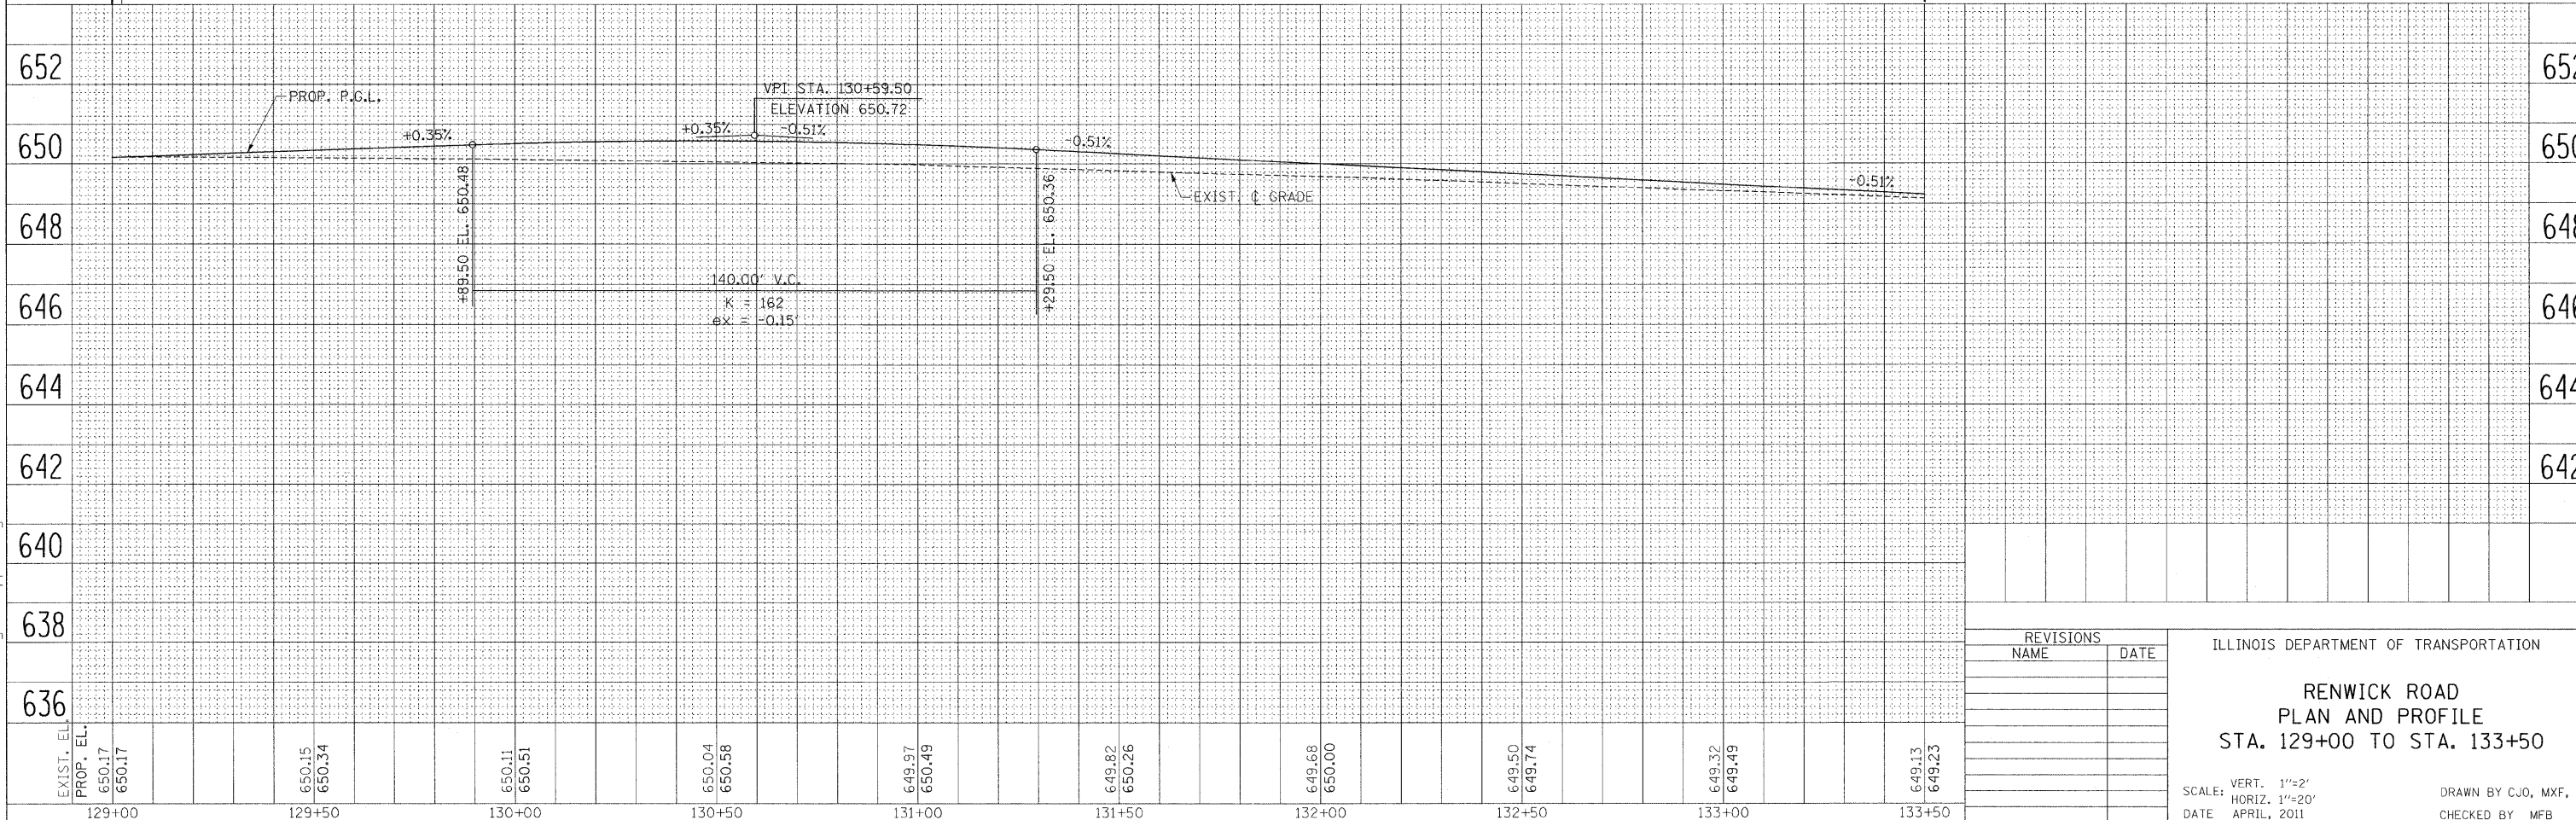 652
650
648
646
644
642
640
638
636
PROP. P.G.L.
+0.35%
+0.35%
-0.51%
VPI STA. 130+59.50
ELEVATION 650.72
-0.51%
-0.51%
EXIST. ℄ GRADE
+89.50 EL. 650.48
+29.50 EL. 650.36
140.00' V.C.
K = 162
ex = -0.15'
EXIST. EL.
PROP. EL.
650.17
650.17
650.15
650.34
650.11
650.51
650.04
650.58
649.97
650.49
649.82
650.26
649.68
650.00
649.50
649.74
649.32
649.49
649.13
649.23
129+00 129+50 130+00 130+50 131+00 131+50 132+00 132+50 133+00 133+50
REVISIONS
NAME DATE
ILLINOIS DEPARTMENT OF TRANSPORTATION
RENWICK ROAD
PLAN AND PROFILE
STA. 129+00 TO STA. 133+50
SCALE: VERT. 1"=2'
HORIZ. 1"=20'
DATE APRIL, 2011
DRAWN BY CJO, MXF,
CHECKED BY MFB